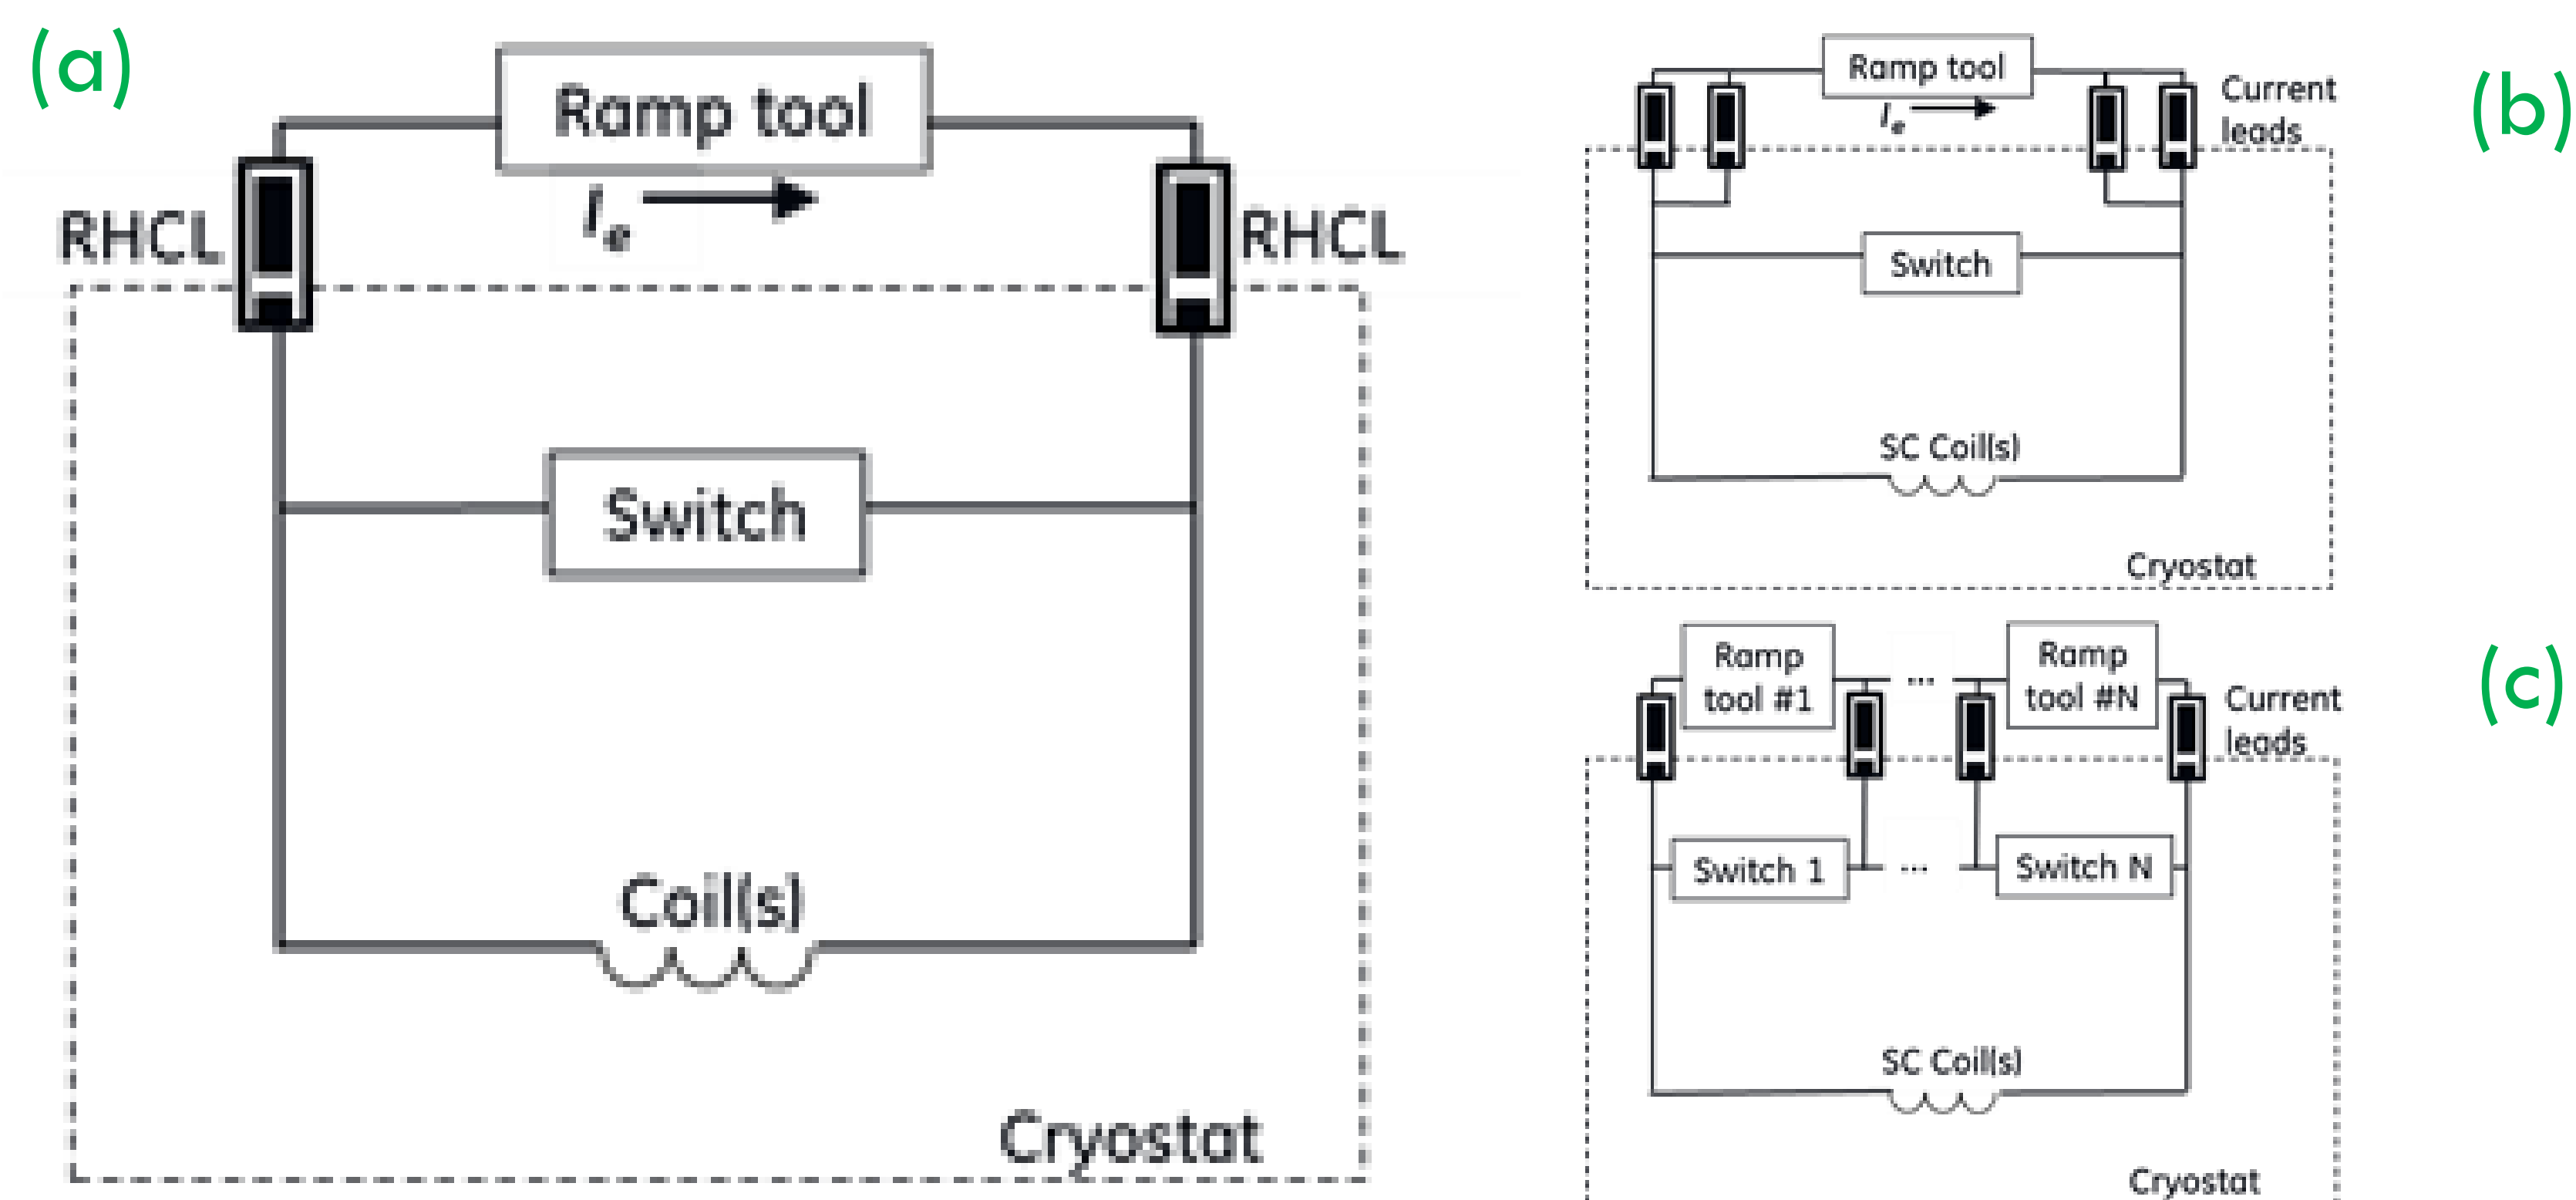 (a)
Ramp tool
Ie
RHCL
RHCL
Switch
Coil(s)
Cryostat
(b)
Ramp tool
Ie
Current
leads
Switch
SC Coil(s)
Cryostat
(c)
Ramp
tool #1
...
Ramp
tool #N
Current
leads
Switch 1
...
Switch N
SC Coil(s)
Cryostat